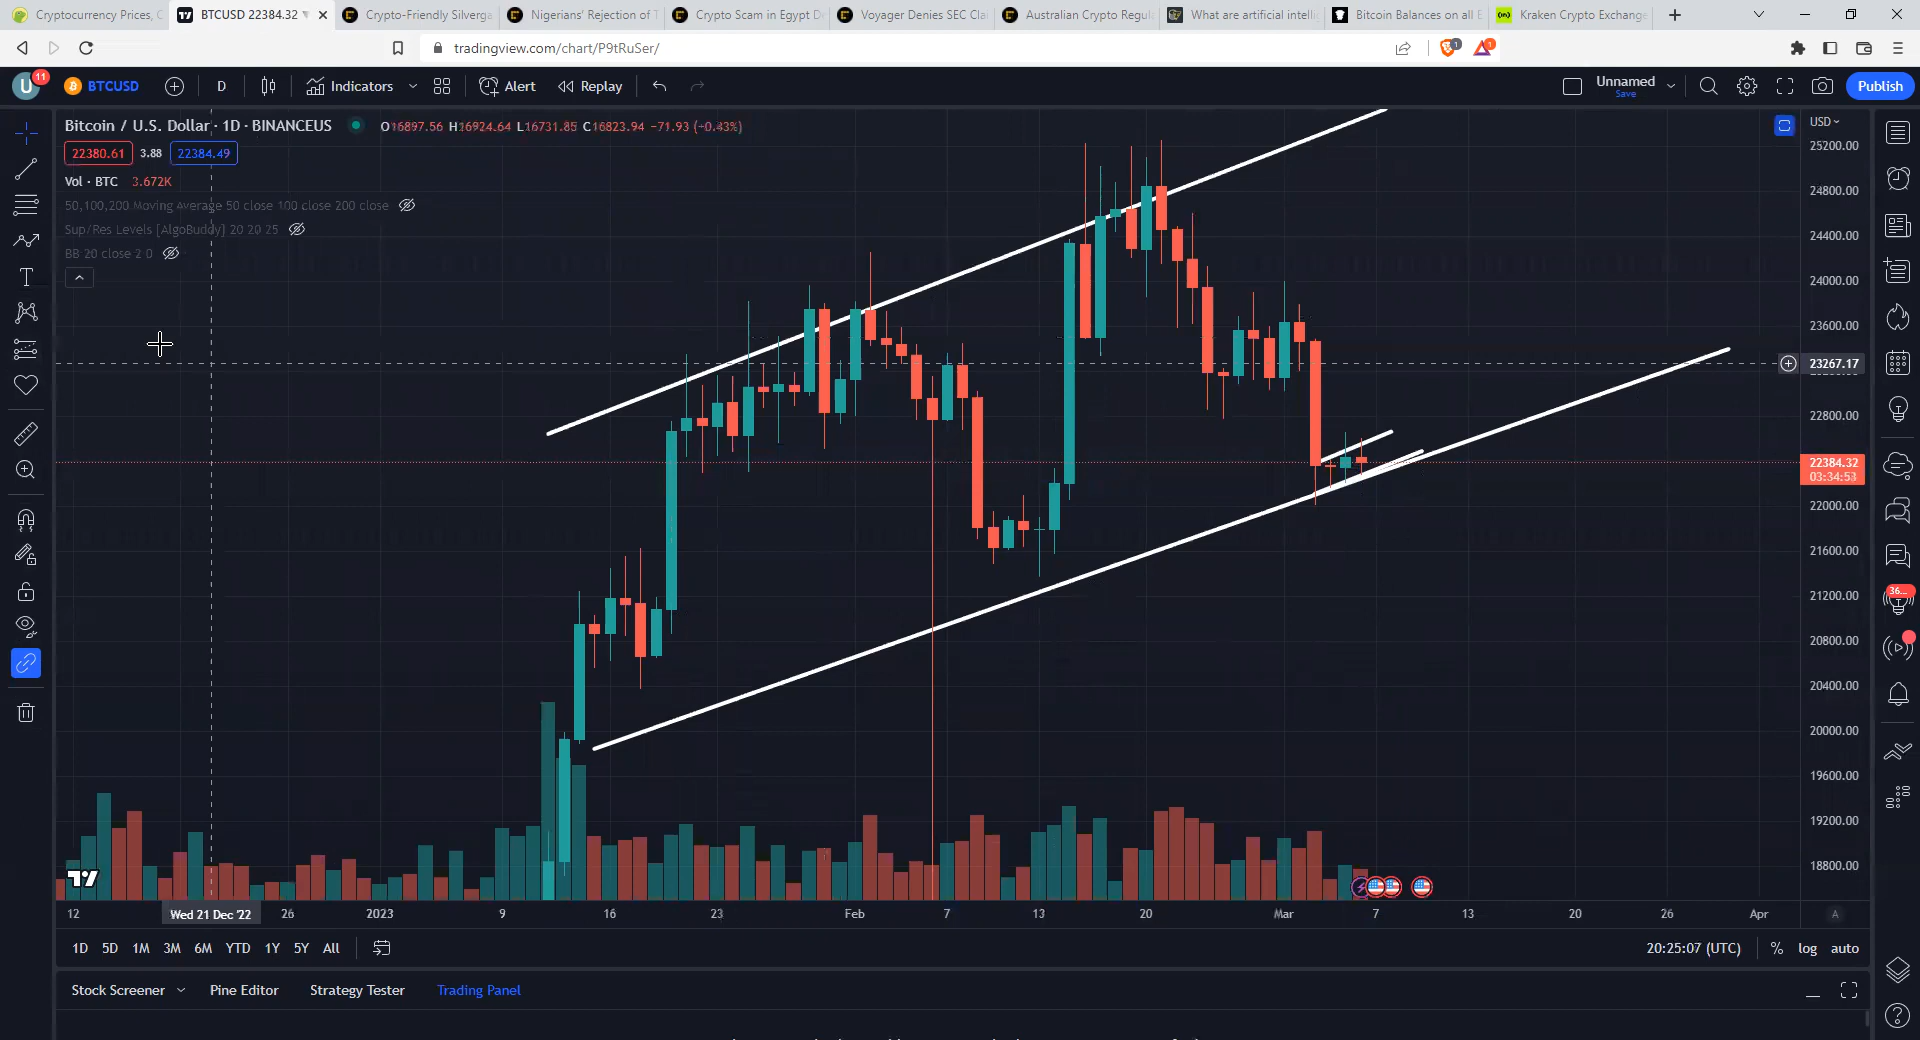 Cryptocurrency Prices, C
BTCUSD 22384.32
Crypto-Friendly Silverga
Nigerians' Rejection of T
Crypto Scam in Egypt De
Voyager Denies SEC Clai
Australian Crypto Regula
What are artificial intellig
Bitcoin Balances on all E
Kraken Crypto Exchange
tradingview.com/chart/P9tRuSer/
1
1
U
11
BTCUSD
D
Indicators
Alert
Replay
Unnamed
Save
Publish
Bitcoin / U.S. Dollar · 1D · BINANCEUS
O16897.56 H16924.64 L16731.85 C16823.94 −71.93 (−0.43%)
22380.61
3.88
22384.49
Vol · BTC 3.672K
50,100,200 Moving Average 50 close 100 close 200 close
Sup/Res Levels [AlgoBuddy] 20 20 25
BB 20 close 2 0
USD
25200.00
24800.00
24400.00
24000.00
23600.00
23267.17
22800.00
22384.32
03:34:53
22000.00
21600.00
21200.00
20800.00
20400.00
20000.00
19600.00
19200.00
18800.00
36...
12
Wed 21 Dec '22
26
2023
9
16
23
Feb
7
13
20
Mar
7
13
20
26
Apr
A
1D 5D 1M 3M 6M YTD 1Y 5Y All
20:25:07 (UTC)
%
log
auto
Stock Screener
Pine Editor
Strategy Tester
Trading Panel